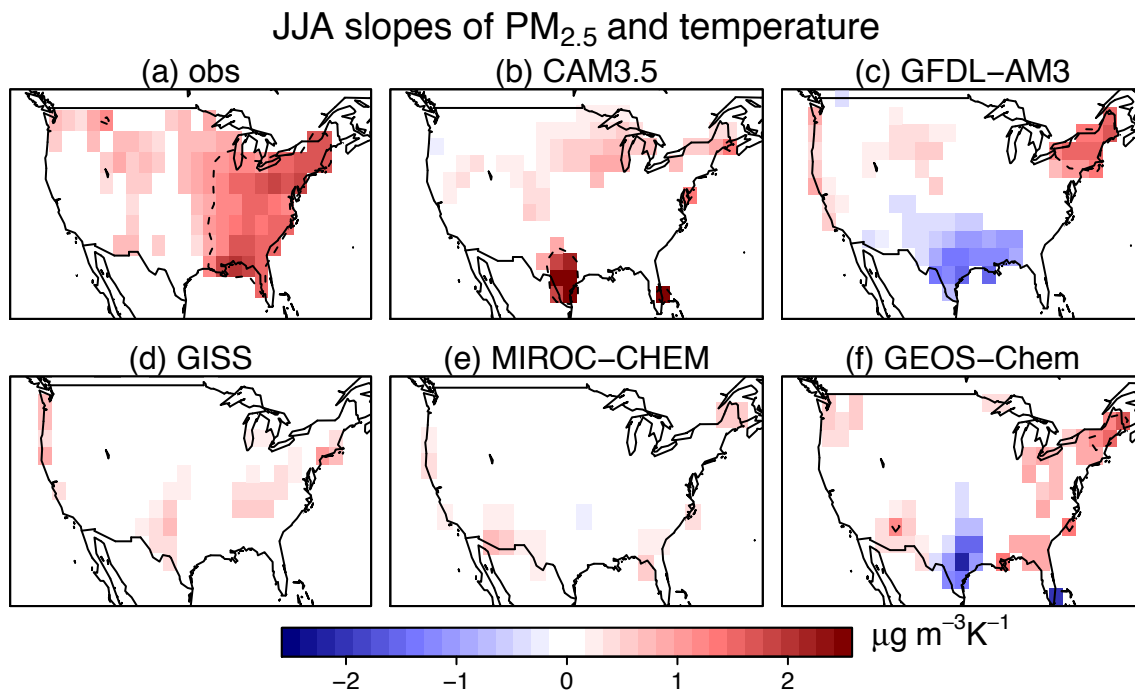 JJA slopes of PM2.5 and temperature
(a) obs
(b) CAM3.5
(c) GFDL−AM3
(d) GISS
(e) MIROC−CHEM
(f) GEOS−Chem
−2 −1 0 1 2
μg m−3K−1